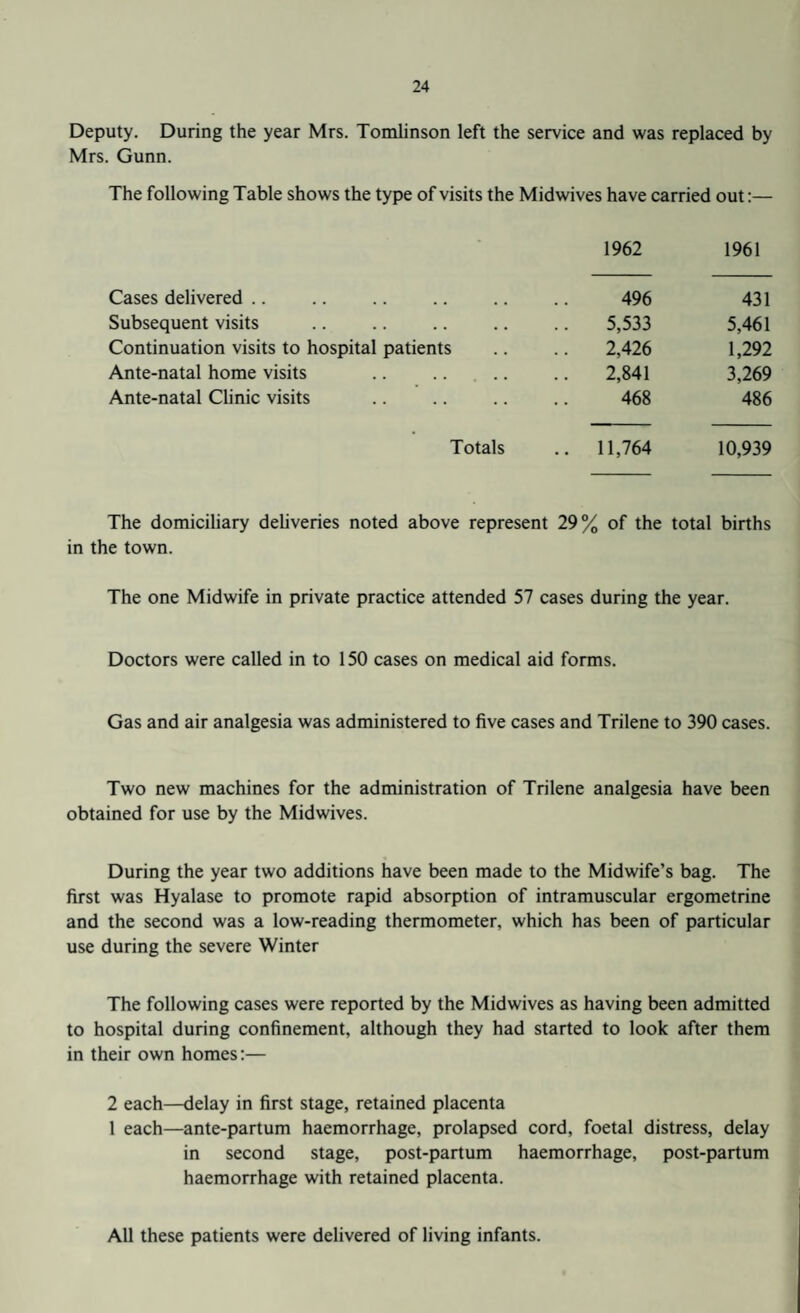 24
Deputy. During the year Mrs. Tomlinson left the service and was replaced by
Mrs. Gunn.
The following Table shows the type of visits the Midwives have carried out:—
1962 1961
Cases delivered .. .. .. .. .. .. 496 431
Subsequent visits .. .. .. .. .. 5,533 5,461
Continuation visits to hospital patients .. .. 2,426 1,292
Ante-natal home visits .. .. .. .. 2,841 3,269
Ante-natal Clinic visits .. .. .. .. 468 486
Totals .. 11,764 10,939
The domiciliary deliveries noted above represent 29% of the total births
in the town.
The one Midwife in private practice attended 57 cases during the year.
Doctors were called in to 150 cases on medical aid forms.
Gas and air analgesia was administered to five cases and Trilene to 390 cases.
Two new machines for the administration of Trilene analgesia have been
obtained for use by the Midwives.
During the year two additions have been made to the Midwife's bag. The
first was Hyalase to promote rapid absorption of intramuscular ergometrine
and the second was a low-reading thermometer, which has been of particular
use during the severe Winter
The following cases were reported by the Midwives as having been admitted
to hospital during confinement, although they had started to look after them
in their own homes:—
2 each—delay in first stage, retained placenta
1 each—ante-partum haemorrhage, prolapsed cord, foetal distress, delay
in second stage, post-partum haemorrhage, post-partum
haemorrhage with retained placenta.
All these patients were delivered of living infants.